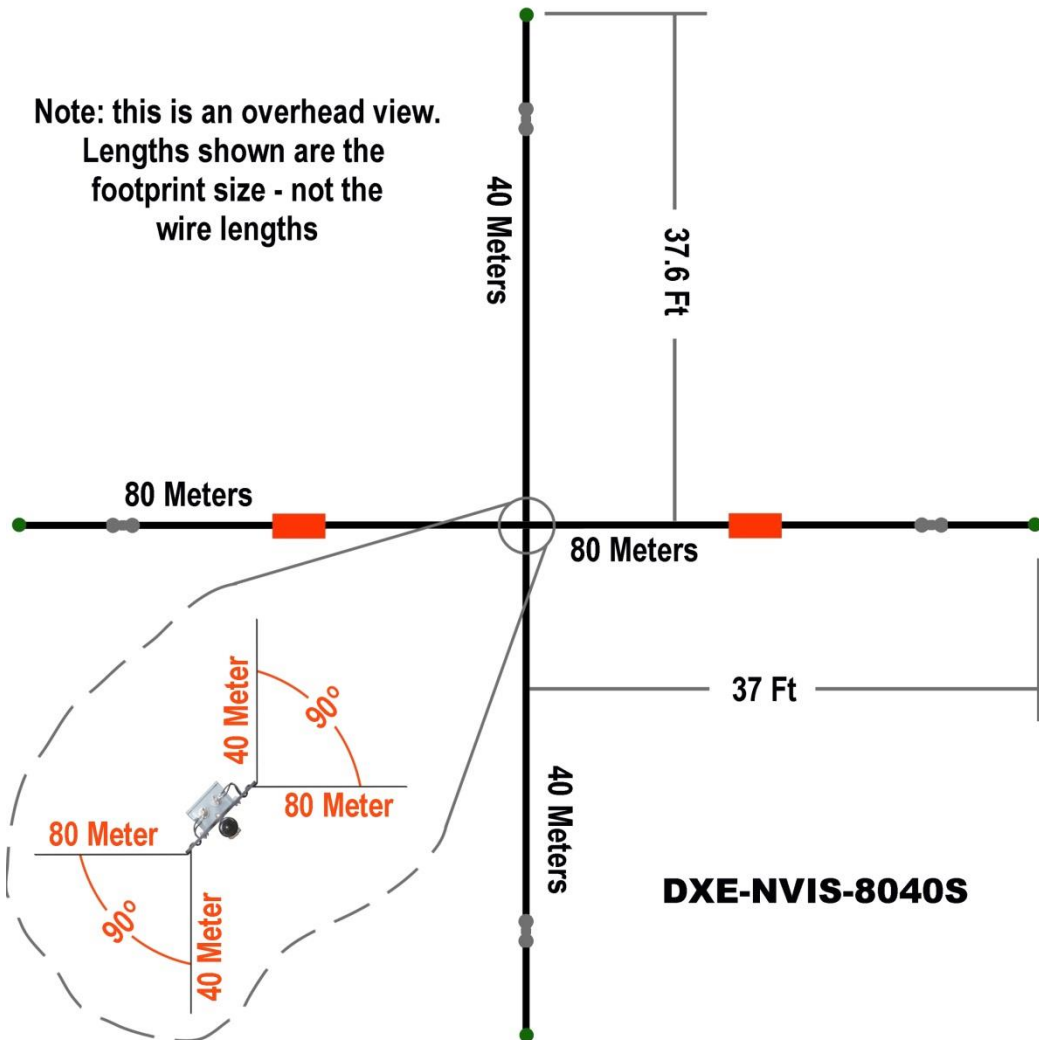 Note: this is an overhead view.
Lengths shown are the
footprint size - not the
wire lengths
40 Meters
37.6 Ft
80 Meters
80 Meters
40 Meter
90º
80 Meter
37 Ft
80 Meter
90º
40 Meter
40 Meters
DXE-NVIS-8040S